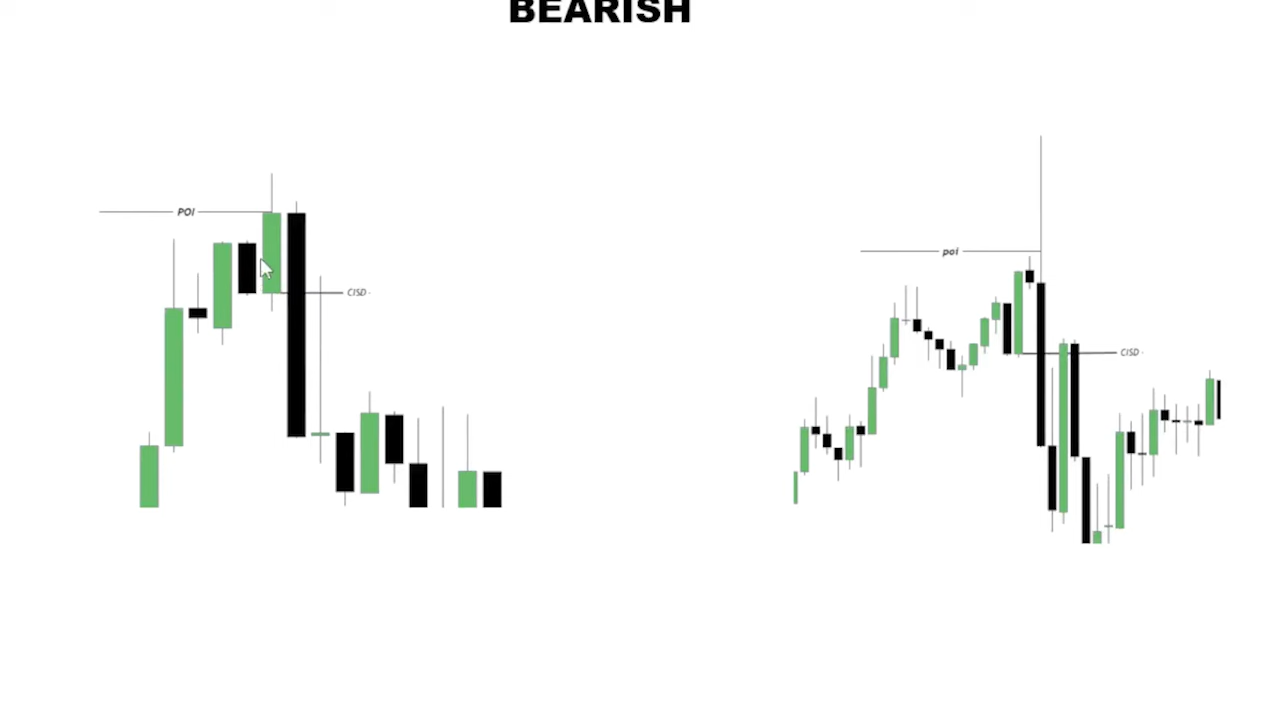 BEARISH
POI
CISD -
poi
CISD -